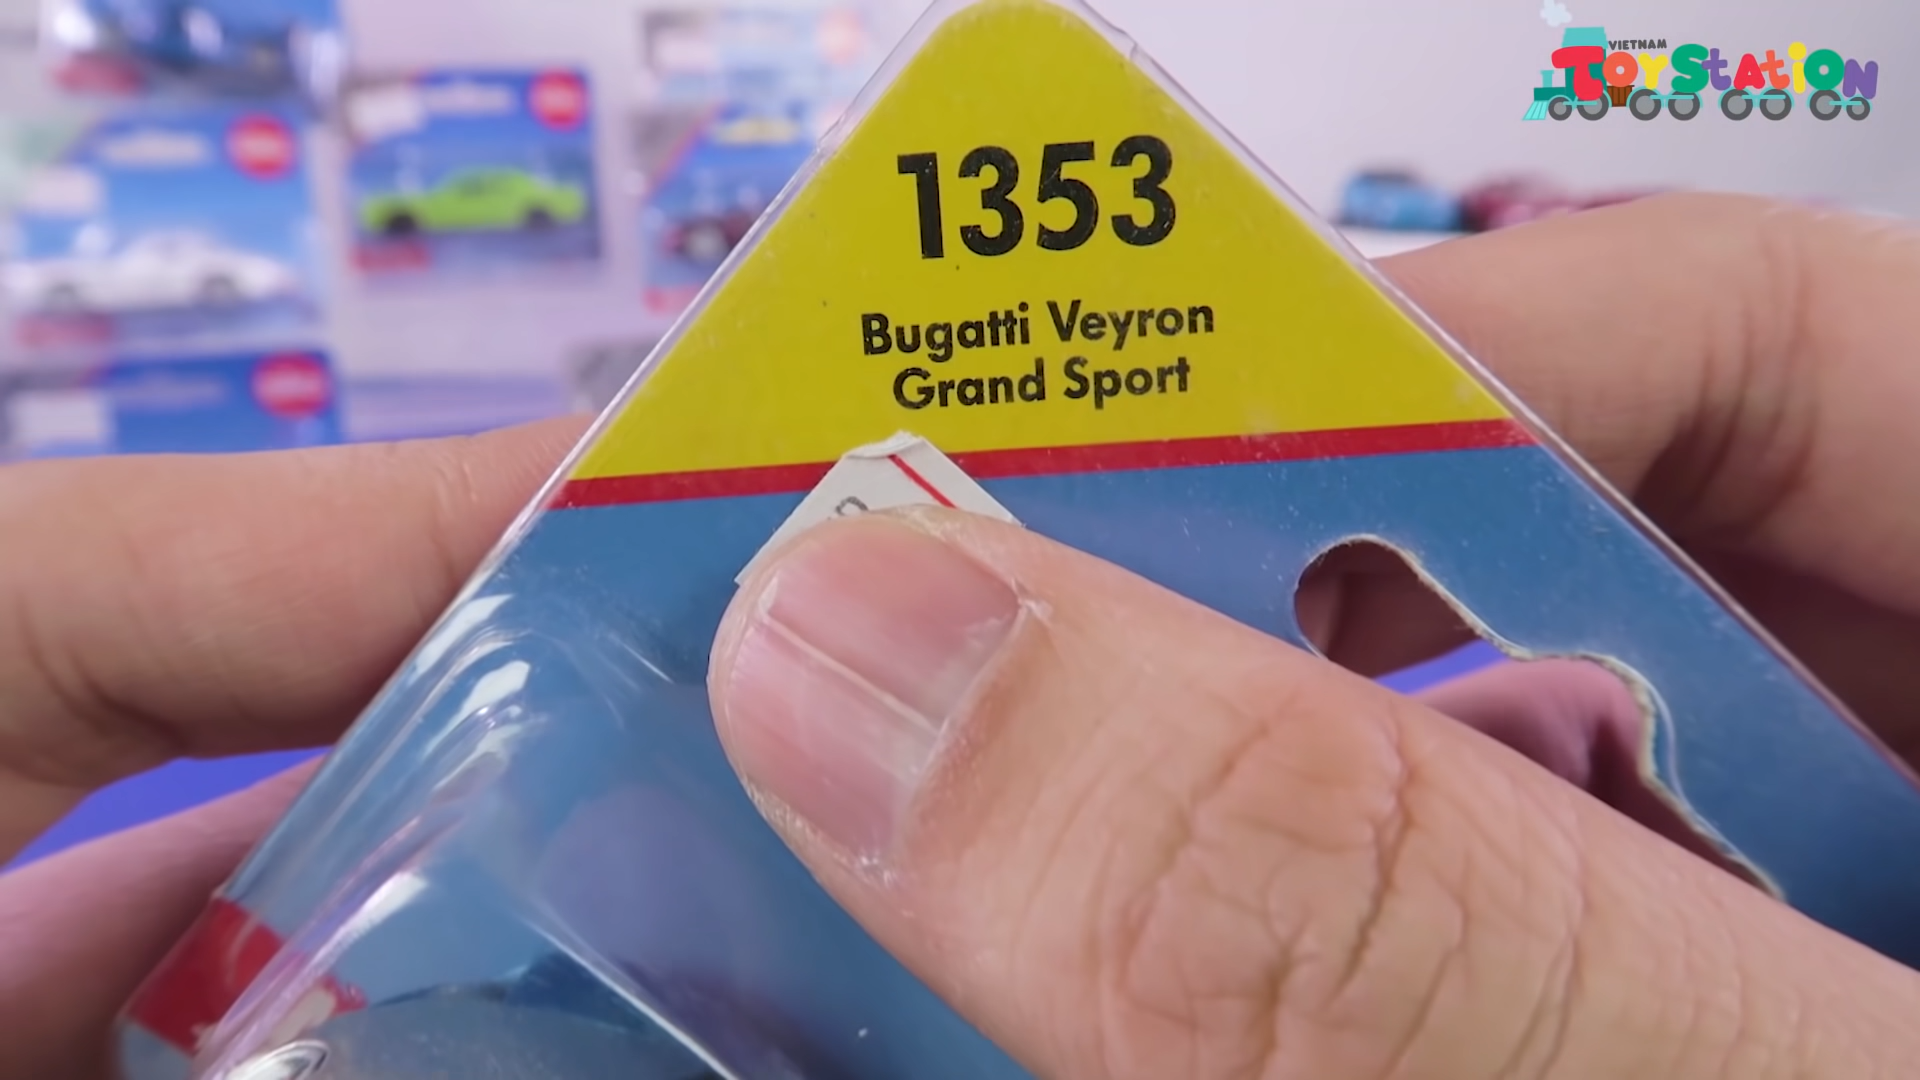 VIETNAM
ToyStation
1353
Bugatti Veyron
Grand Sport